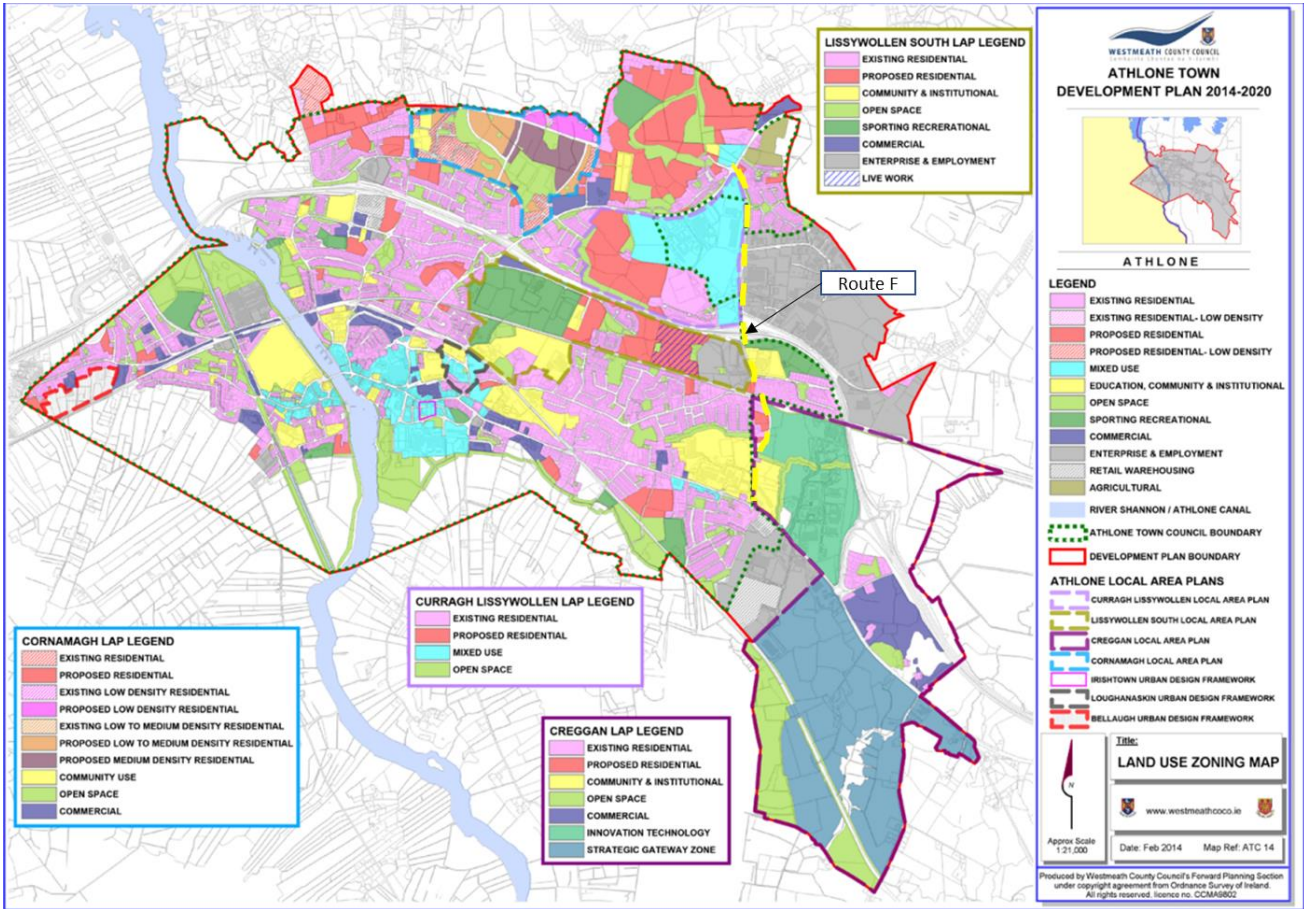 LISSYWOLLEN SOUTH LAP LEGEND
EXISTING RESIDENTIAL
PROPOSED RESIDENTIAL
COMMUNITY & INSTITUTIONAL
OPEN SPACE
SPORTING RECRERATIONAL
COMMERCIAL
ENTERPRISE & EMPLOYMENT
LIVE WORK
Route F
CURRAGH LISSYWOLLEN LAP LEGEND
EXISTING RESIDENTIAL
PROPOSED RESIDENTIAL
MIXED USE
OPEN SPACE
CORNAMAGH LAP LEGEND
EXISTING RESIDENTIAL
PROPOSED RESIDENTIAL
EXISTING LOW DENSITY RESIDENTIAL
PROPOSED LOW DENSITY RESIDENTIAL
EXISTING LOW TO MEDIUM DENSITY RESIDENTIAL
PROPOSED LOW TO MEDIUM DENSITY RESIDENTIAL
PROPOSED MEDIUM DENSITY RESIDENTIAL
COMMUNITY USE
OPEN SPACE
COMMERCIAL
CREGGAN LAP LEGEND
EXISTING RESIDENTIAL
PROPOSED RESIDENTIAL
COMMUNITY & INSTITUTIONAL
OPEN SPACE
COMMERCIAL
INNOVATION TECHNOLOGY
STRATEGIC GATEWAY ZONE
WESTMEATH COUNTY COUNCIL
ATHLONE TOWN
DEVELOPMENT PLAN 2014-2020
ATHLONE
LEGEND
EXISTING RESIDENTIAL
EXISTING RESIDENTIAL- LOW DENSITY
PROPOSED RESIDENTIAL
PROPOSED RESIDENTIAL- LOW DENSITY
MIXED USE
EDUCATION, COMMUNITY & INSTITUTIONAL
OPEN SPACE
SPORTING RECREATIONAL
COMMERCIAL
ENTERPRISE & EMPLOYMENT
RETAIL WAREHOUSING
AGRICULTURAL
RIVER SHANNON / ATHLONE CANAL
ATHLONE TOWN COUNCIL BOUNDARY
DEVELOPMENT PLAN BOUNDARY
ATHLONE LOCAL AREA PLANS
CURRAGH LISSYWOLLEN LOCAL AREA PLAN
LISSYWOLLEN SOUTH LOCAL AREA PLAN
CREGGAN LOCAL AREA PLAN
CORNAMAGH LOCAL AREA PLAN
IRISHTOWN URBAN DESIGN FRAMEWORK
LOUGHANASKIN URBAN DESIGN FRAMEWORK
BELLAUGH URBAN DESIGN FRAMEWORK
N
Approx Scale
1:21,000
Title:
LAND USE ZONING MAP
www.westmeathcoco.ie
Date: Feb 2014 Map Ref: ATC 14
Produced by Westmeath County Council's Forward Planning Section
under copyright agreement from Ordnance Survey of Ireland.
All rights reserved. licence no. CCMA9802